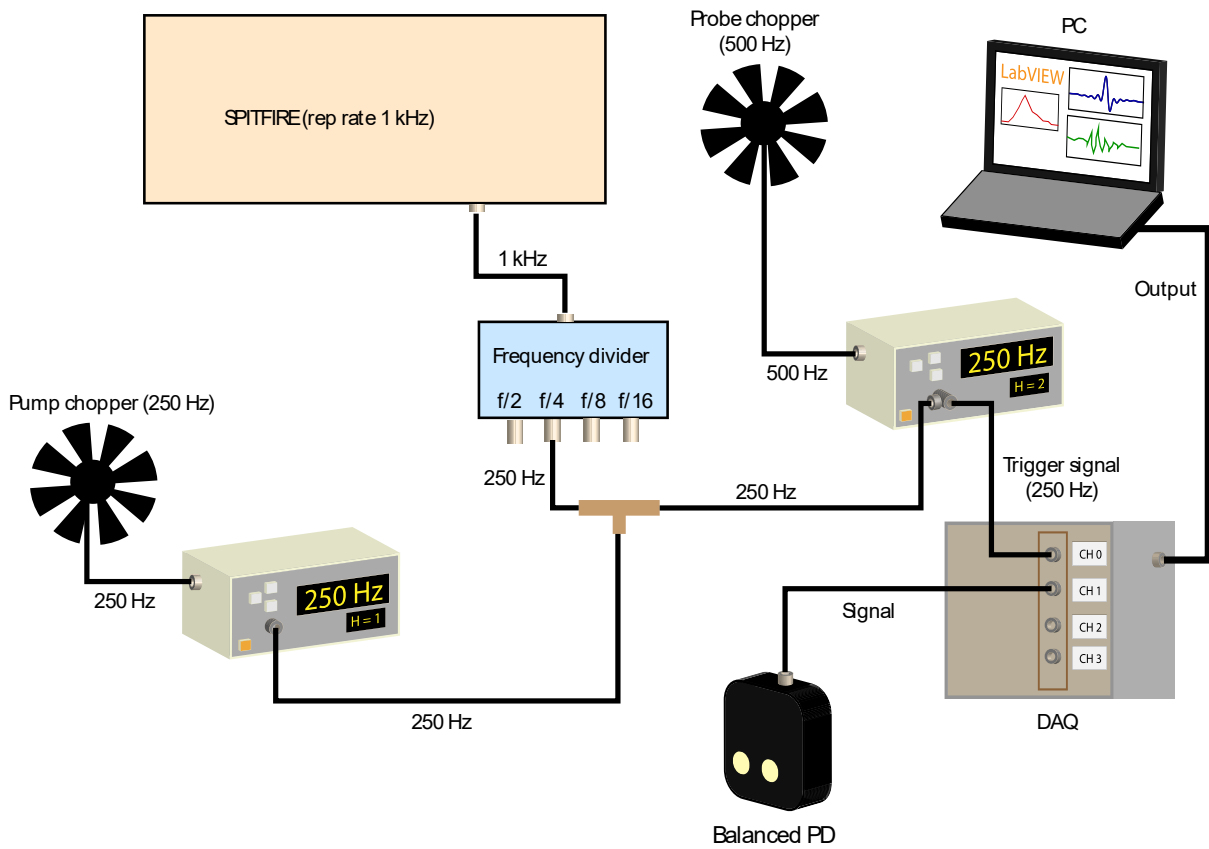 Probe chopper
(500 Hz)
PC
SPITFIRE (rep rate 1 kHz)
LabVIEW
1 kHz
Output
Frequency divider
f/2 f/4 f/8 f/16
500 Hz
250 Hz
H = 2
Pump chopper (250 Hz)
250 Hz
250 Hz
Trigger signal
(250 Hz)
250 Hz
250 Hz
H = 1
Signal
CH 0
CH 1
CH 2
CH 3
250 Hz
DAQ
Balanced PD